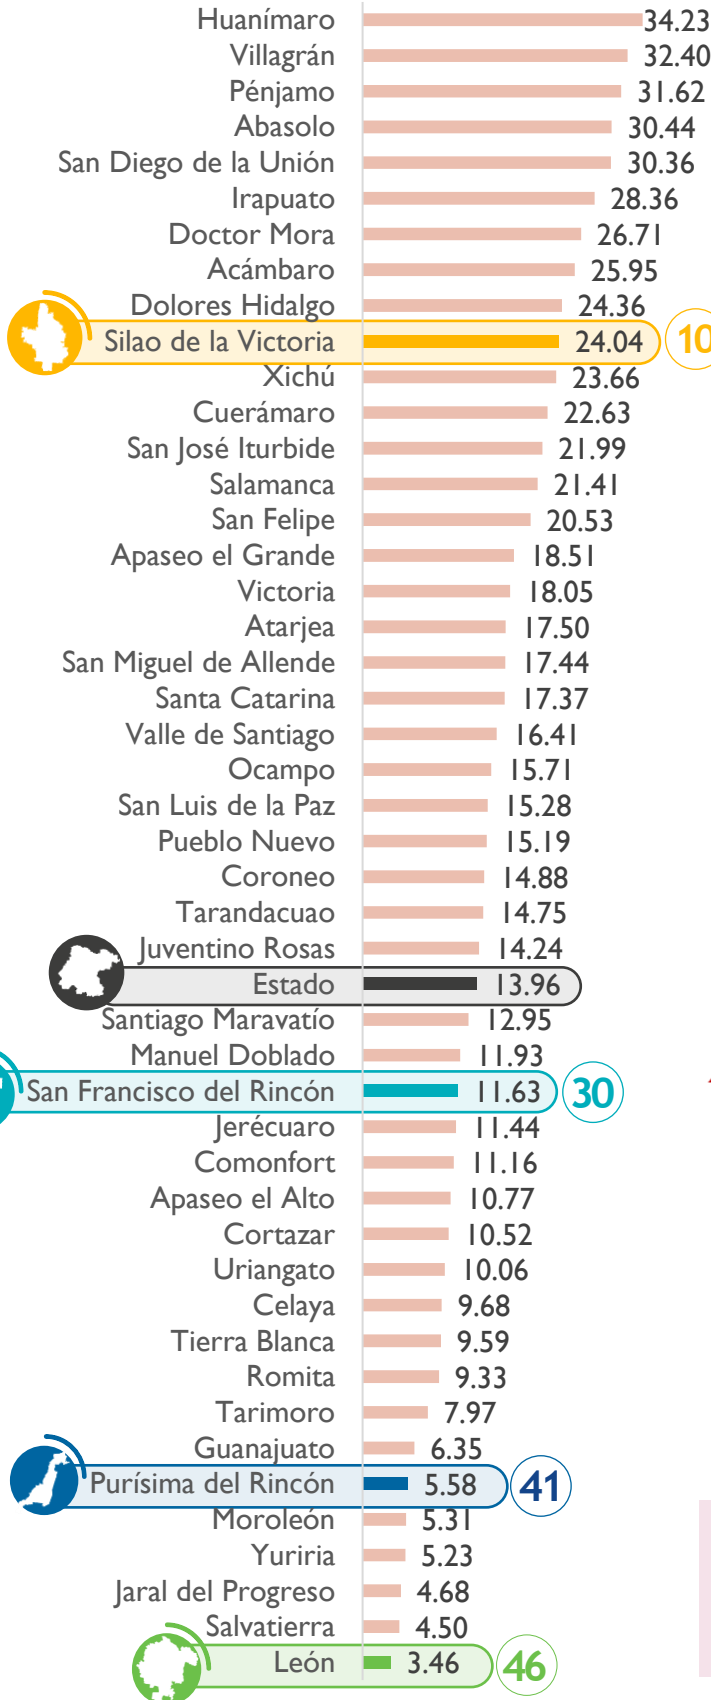 Huanímaro 34.23
Villagrán 32.40
Pénjamo 31.62
Abasolo 30.44
San Diego de la Unión 30.36
Irapuato 28.36
Doctor Mora 26.71
Acámbaro 25.95
Dolores Hidalgo 24.36
Silao de la Victoria 24.04 10
Xichú 23.66
Cuerámaro 22.63
San José Iturbide 21.99
Salamanca 21.41
San Felipe 20.53
Apaseo el Grande 18.51
Victoria 18.05
Atarjea 17.50
San Miguel de Allende 17.44
Santa Catarina 17.37
Valle de Santiago 16.41
Ocampo 15.71
San Luis de la Paz 15.28
Pueblo Nuevo 15.19
Coroneo 14.88
Tarandacuao 14.75
Juventino Rosas 14.24
Estado 13.96
Santiago Maravatío 12.95
Manuel Doblado 11.93
San Francisco del Rincón 11.63 30
Jerécuaro 11.44
Comonfort 11.16
Apaseo el Alto 10.77
Cortazar 10.52
Uriangato 10.06
Celaya 9.68
Tierra Blanca 9.59
Romita 9.33
Tarimoro 7.97
Guanajuato 6.35
Purísima del Rincón 5.58 41
Moroleón 5.31
Yuriria 5.23
Jaral del Progreso 4.68
Salvatierra 4.50
León 3.46 46